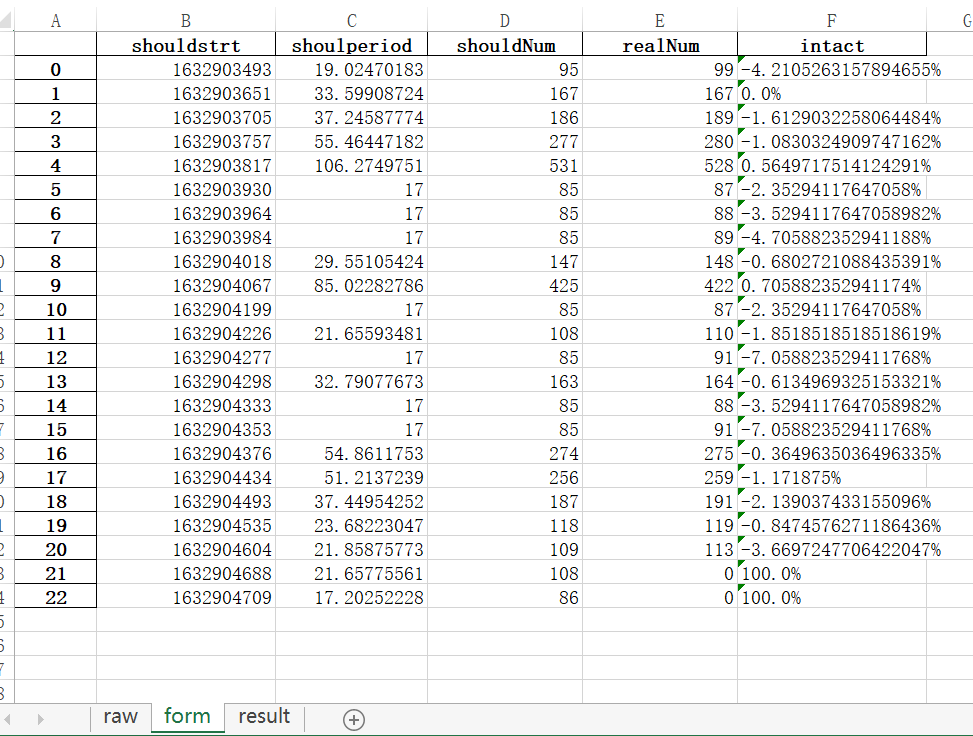 A B C D E F G
shouldstrt shoulperiod shouldNum realNum intact
0 1632903493 19.02470183 95 99 -4.2105263157894655%
1 1632903651 33.59908724 167 167 0.0%
2 1632903705 37.24587774 186 189 -1.6129032258064484%
3 1632903757 55.46447182 277 280 -1.0830324909747162%
4 1632903817 106.2749751 531 528 0.5649717514124291%
5 1632903930 17 85 87 -2.35294117647058%
6 1632903964 17 85 88 -3.5294117647058982%
7 1632903984 17 85 89 -4.705882352941188%
8 1632904018 29.55105424 147 148 -0.6802721088435391%
9 1632904067 85.02282786 425 422 0.705882352941174%
10 1632904199 17 85 87 -2.35294117647058%
11 1632904226 21.65593481 108 110 -1.8518518518518619%
12 1632904277 17 85 91 -7.058823529411768%
13 1632904298 32.79077673 163 164 -0.6134969325153321%
14 1632904333 17 85 88 -3.5294117647058982%
15 1632904353 17 85 91 -7.058823529411768%
16 1632904376 54.8611753 274 275 -0.3649635036496335%
17 1632904434 51.2137239 256 259 -1.171875%
18 1632904493 37.44954252 187 191 -2.139037433155096%
19 1632904535 23.68223047 118 119 -0.8474576271186436%
20 1632904604 21.85875773 109 113 -3.6697247706422047%
21 1632904688 21.65775561 108 0 100.0%
22 1632904709 17.20252228 86 0 100.0%
raw form result